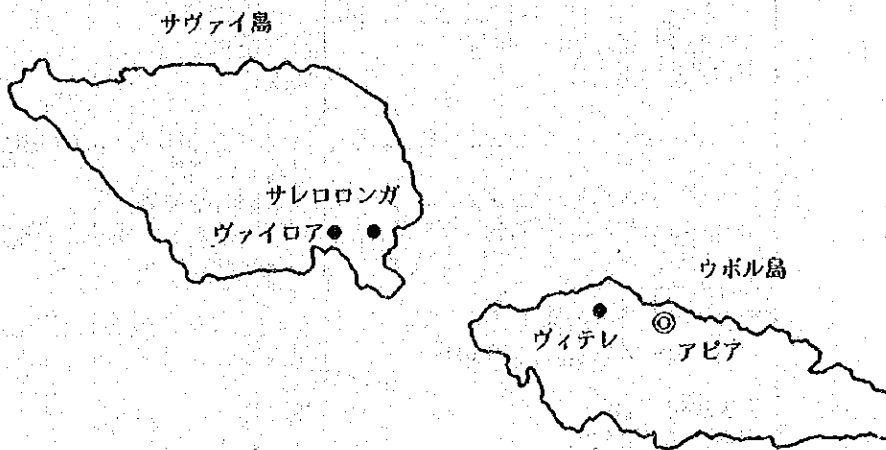 サヴァイ島
サレロロンガ
ヴァイロア
ウポル島
ヴィテレ
アピア